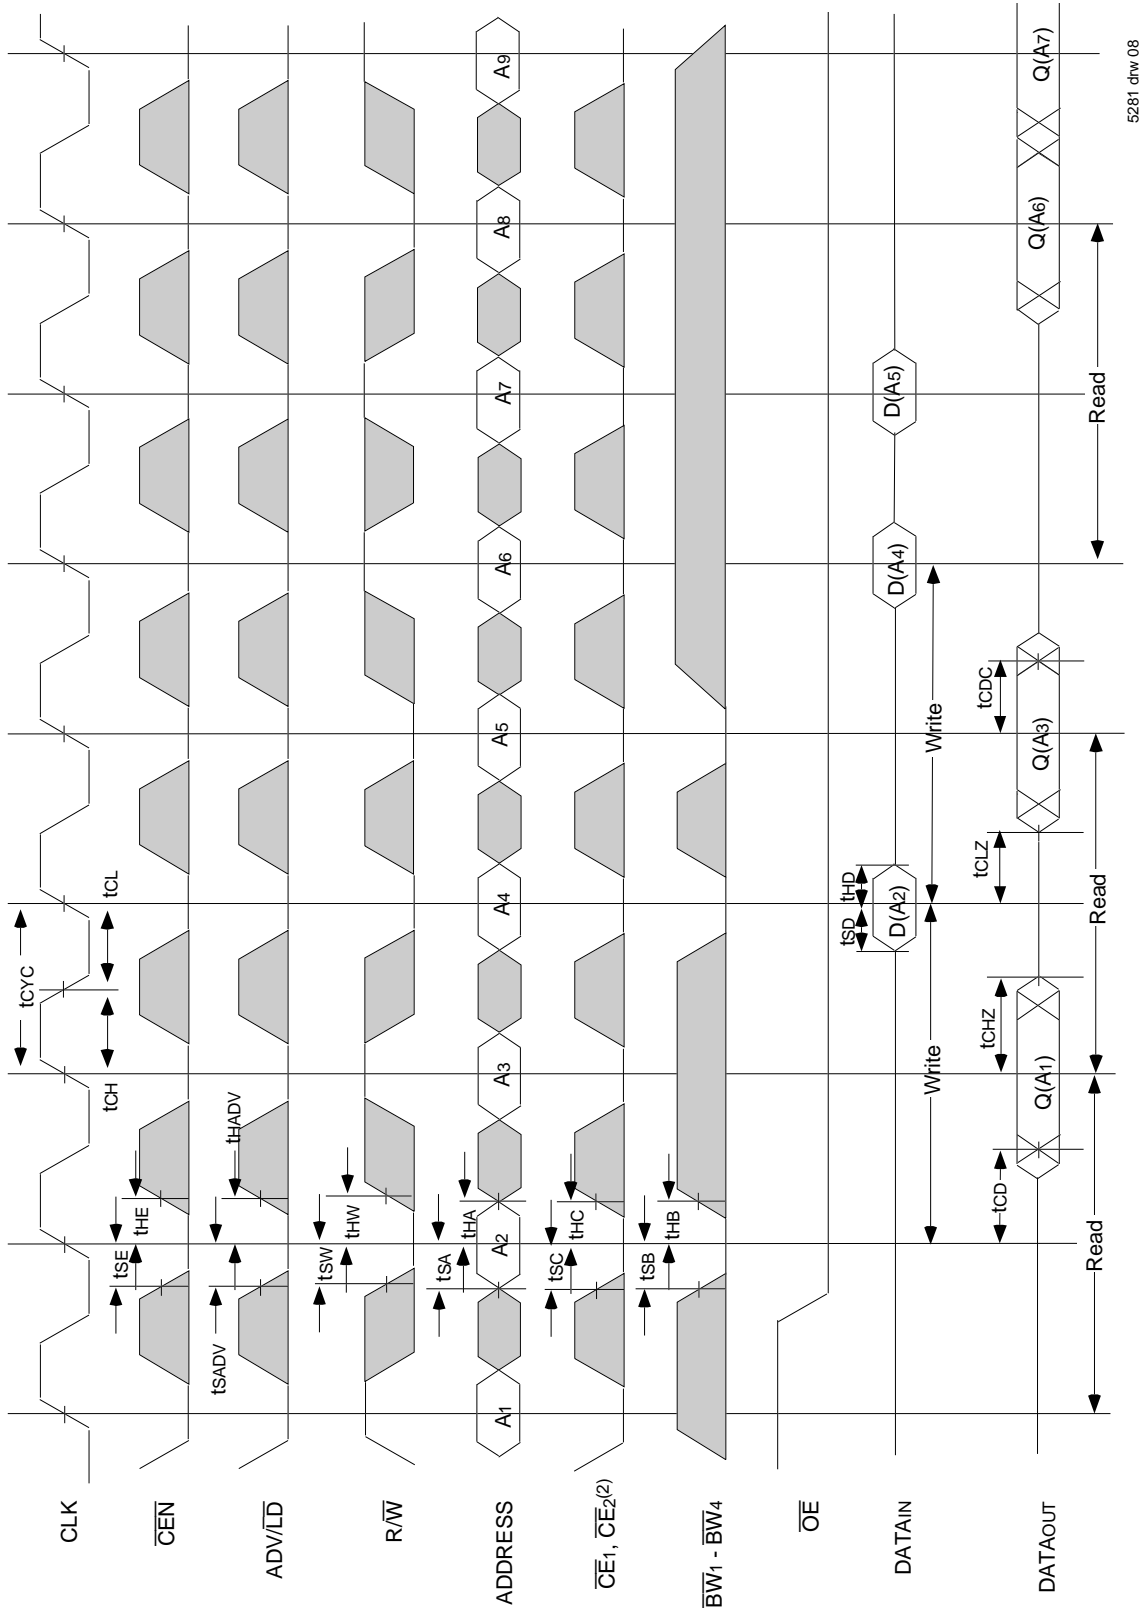 CLK
tCYC
tCH
tCL
CEN
tSE
tHE
ADV/LD
tSADV
tHADV
R/W
tSW
tHW
ADDRESS
A1
A2
A3
A4
A5
A6
A7
A8
A9
tSA
tHA
CE1, CE2(2)
tSC
tHC
BW1 - BW4
tSB
tHB
OE
DATAIN
D(A2)
D(A4)
D(A5)
tSD
tHD
Write
Write
DATAOUT
Q(A1)
Q(A3)
Q(A6)
Q(A7)
tCD
tCHZ
tCLZ
tCDC
Read
Read
Read
5281 drw 08